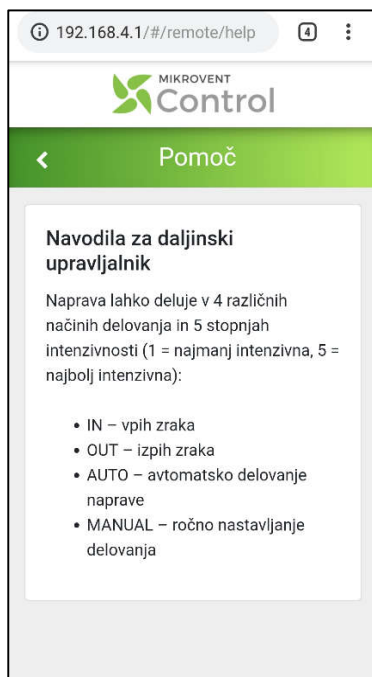 192.168.4.1/#/remote/help
4
MIKROVENT
Control
Pomoč
Navodila za daljinski
upravljalnik
Naprava lahko deluje v 4 različnih
načinih delovanja in 5 stopnjah
intenzivnosti (1 = najmanj intenzivna, 5 =
najbolj intenzivna):
• IN – vpih zraka
• OUT – izpih zraka
• AUTO – avtomatsko delovanje
naprave
• MANUAL – ročno nastavljanje
delovanja